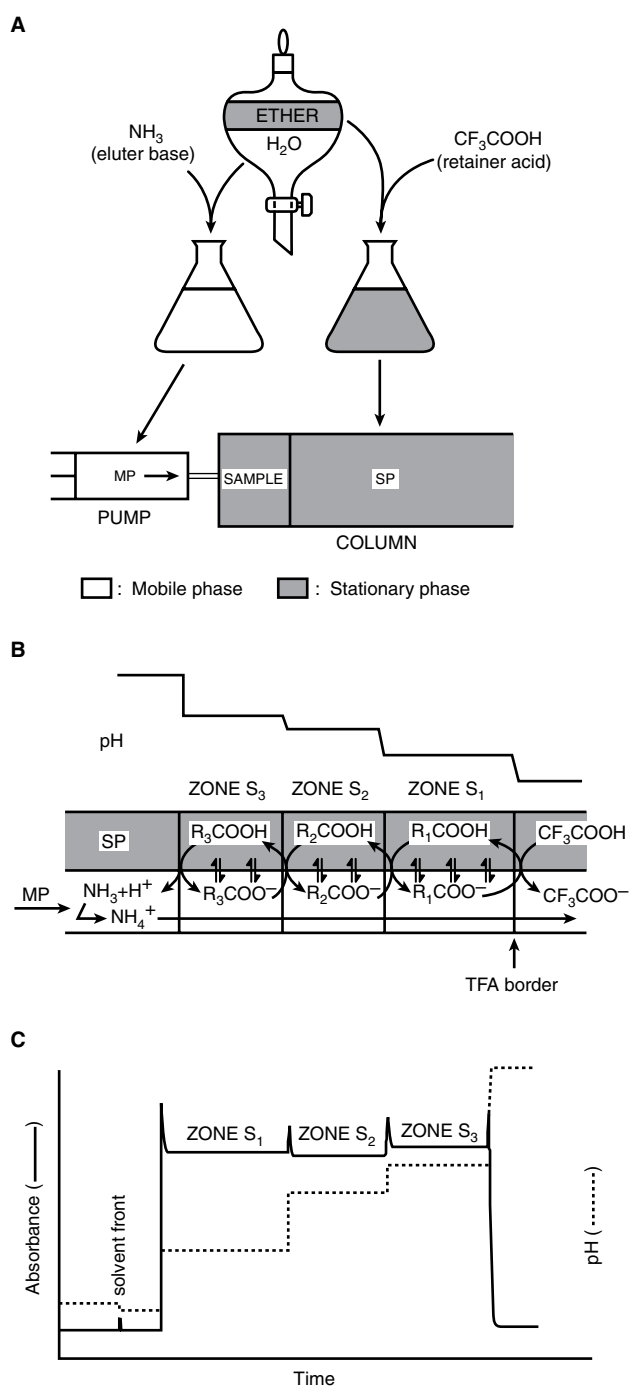 A
ETHER
H₂O
NH₃
(eluter base)
CF₃COOH
(retainer acid)
MP
PUMP
SAMPLE
SP
COLUMN
: Mobile phase
: Stationary phase
B
pH
ZONE S₃
ZONE S₂
ZONE S₁
SP
R₃COOH
R₂COOH
R₁COOH
CF₃COOH
MP
NH₃+H⁺
NH₄⁺
R₃COO⁻
R₂COO⁻
R₁COO⁻
CF₃COO⁻
TFA border
C
Absorbance (——)
solvent front
ZONE S₁
ZONE S₂
ZONE S₃
pH (------)
Time